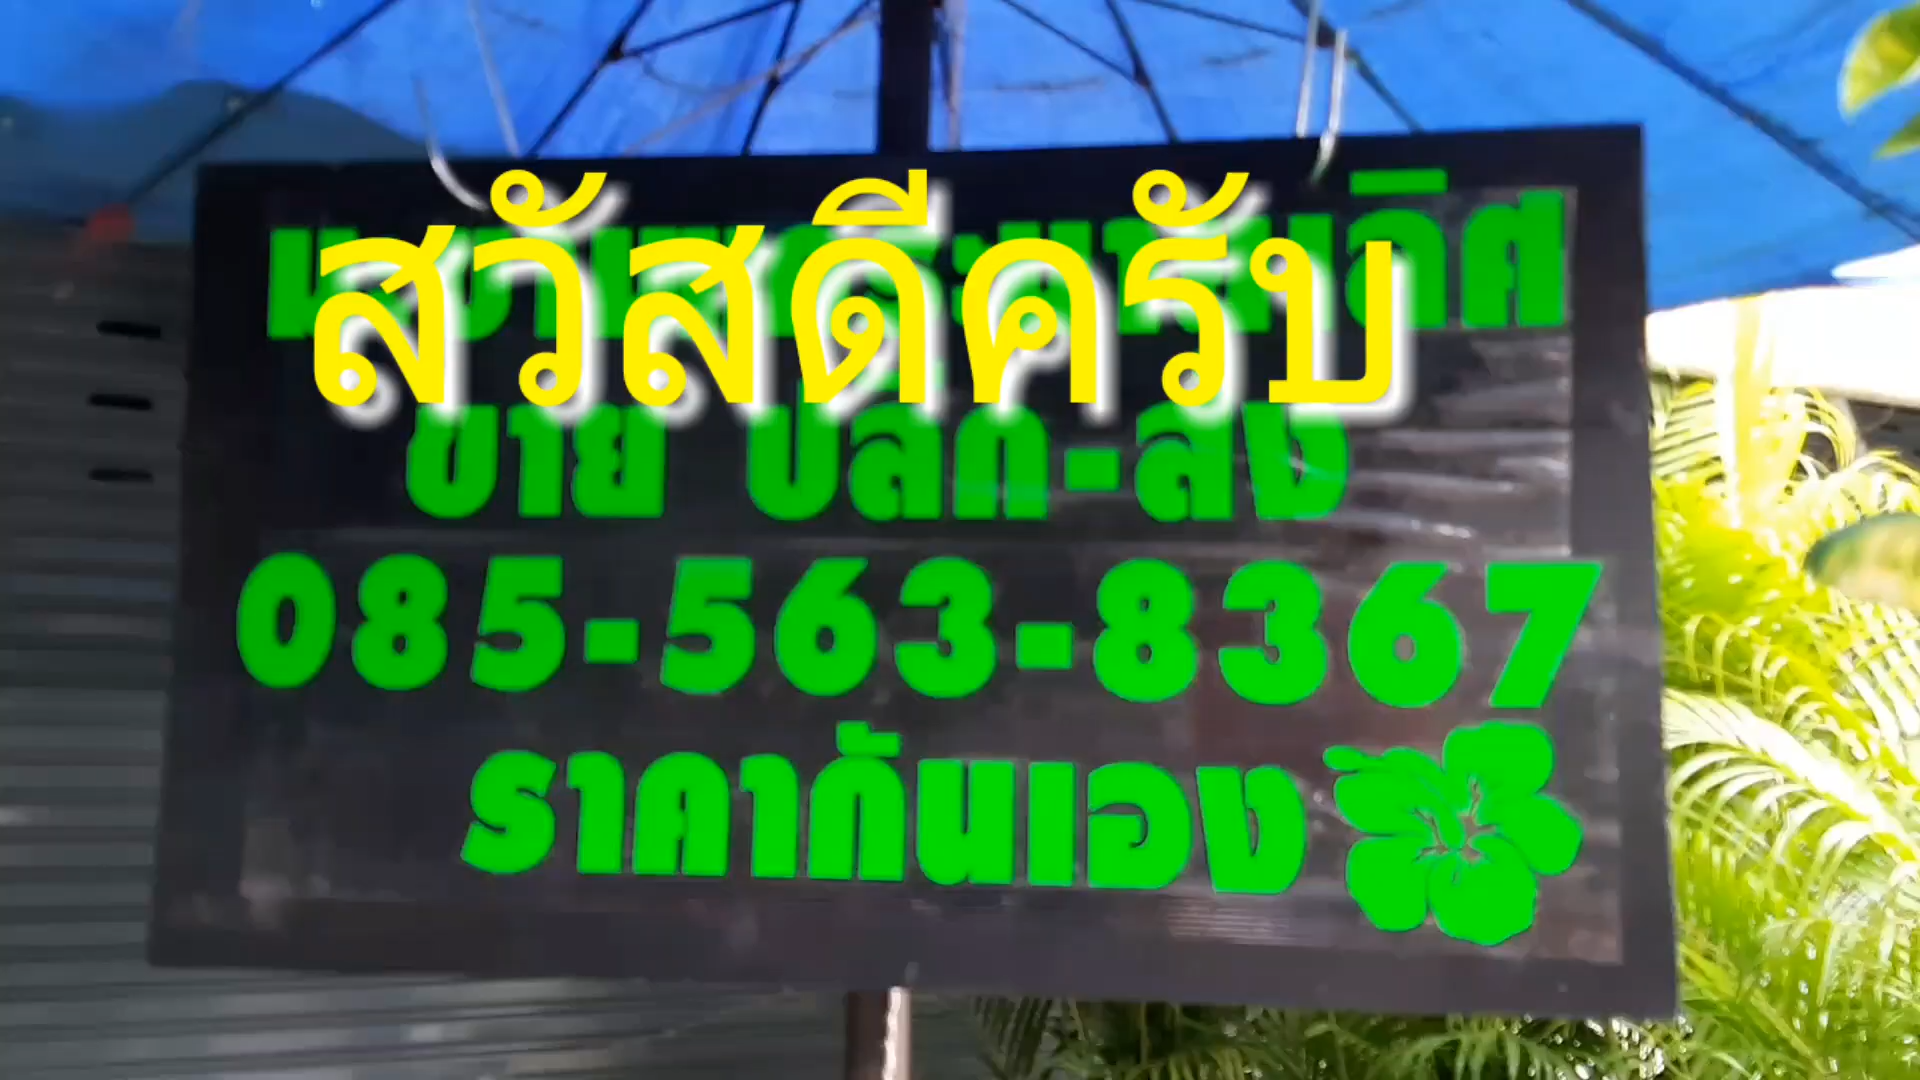 สวัสดีครับ
ขาย ปลีก-ส่ง
085-563-8367
ราคากันเอง